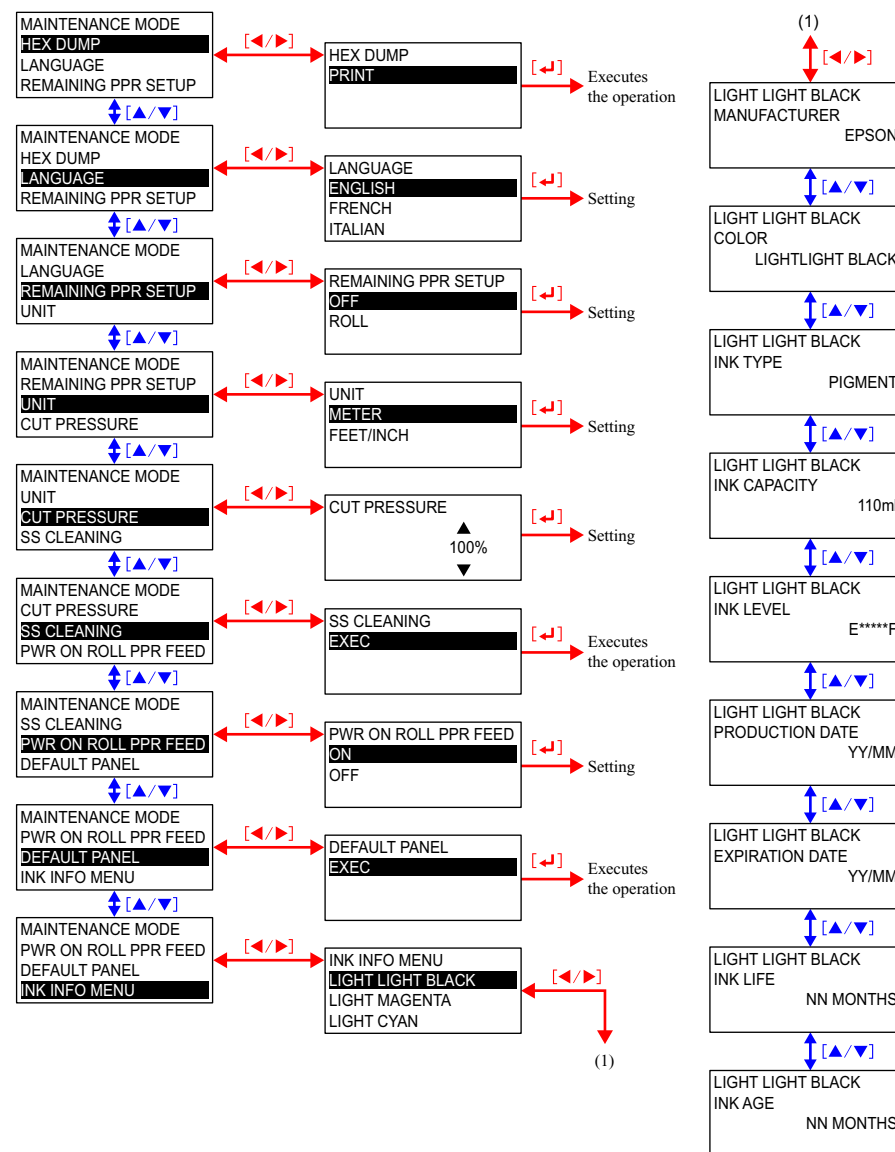 MAINTENANCE MODE
HEX DUMP
LANGUAGE
REMAINING PPR SETUP
[◀/▶]
HEX DUMP
PRINT
[↵]
Executes
the operation
[▲/▼]
MAINTENANCE MODE
HEX DUMP
LANGUAGE
REMAINING PPR SETUP
[◀/▶]
LANGUAGE
ENGLISH
FRENCH
ITALIAN
[↵]
Setting
[▲/▼]
MAINTENANCE MODE
LANGUAGE
REMAINING PPR SETUP
UNIT
[◀/▶]
REMAINING PPR SETUP
OFF
ROLL
[↵]
Setting
[▲/▼]
MAINTENANCE MODE
REMAINING PPR SETUP
UNIT
CUT PRESSURE
[◀/▶]
UNIT
METER
FEET/INCH
[↵]
Setting
[▲/▼]
MAINTENANCE MODE
UNIT
CUT PRESSURE
SS CLEANING
[◀/▶]
CUT PRESSURE
▲
100%
▼
[↵]
Setting
[▲/▼]
MAINTENANCE MODE
CUT PRESSURE
SS CLEANING
PWR ON ROLL PPR FEED
[◀/▶]
SS CLEANING
EXEC
[↵]
Executes
the operation
[▲/▼]
MAINTENANCE MODE
SS CLEANING
PWR ON ROLL PPR FEED
DEFAULT PANEL
[◀/▶]
PWR ON ROLL PPR FEED
ON
OFF
[↵]
Setting
[▲/▼]
MAINTENANCE MODE
PWR ON ROLL PPR FEED
DEFAULT PANEL
INK INFO MENU
[◀/▶]
DEFAULT PANEL
EXEC
[↵]
Executes
the operation
[▲/▼]
MAINTENANCE MODE
PWR ON ROLL PPR FEED
DEFAULT PANEL
INK INFO MENU
[◀/▶]
INK INFO MENU
LIGHT LIGHT BLACK
LIGHT MAGENTA
LIGHT CYAN
[◀/▶]
(1)
(1)
[◀/▶]
LIGHT LIGHT BLACK
MANUFACTURER
EPSON
[▲/▼]
LIGHT LIGHT BLACK
COLOR
LIGHTLIGHT BLACK
[▲/▼]
LIGHT LIGHT BLACK
INK TYPE
PIGMENT
[▲/▼]
LIGHT LIGHT BLACK
INK CAPACITY
110ml
[▲/▼]
LIGHT LIGHT BLACK
INK LEVEL
E*****F
[▲/▼]
LIGHT LIGHT BLACK
PRODUCTION DATE
YY/MM
[▲/▼]
LIGHT LIGHT BLACK
EXPIRATION DATE
YY/MM
[▲/▼]
LIGHT LIGHT BLACK
INK LIFE
NN MONTHS
[▲/▼]
LIGHT LIGHT BLACK
INK AGE
NN MONTHS